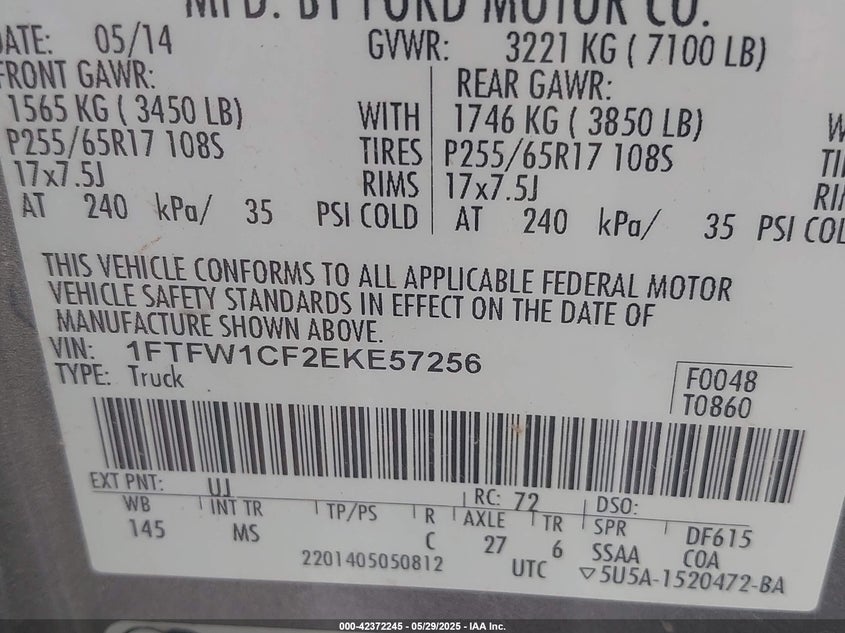 MFD. BY FORD MOTOR CO.
DATE: 05/14 GVWR: 3221 KG ( 7100 LB)
FRONT GAWR: REAR GAWR:
1565 KG ( 3450 LB) WITH 1746 KG ( 3850 LB)
P255/65R17 108S TIRES P255/65R17 108S
17x7.5J RIMS 17x7.5J
AT 240 kPa/ 35 PSI COLD AT 240 kPa/ 35 PSI COL
THIS VEHICLE CONFORMS TO ALL APPLICABLE FEDERAL MOTOR
VEHICLE SAFETY STANDARDS IN EFFECT ON THE DATE OF
MANUFACTURE SHOWN ABOVE.
VIN: 1FTFW1CF2EKE57256
TYPE: Truck
F0048
T0860
EXT PNT: UJ RC: 72 DSO:
WB INT TR TP/PS R AXLE TR SPR DF615
145 MS C 27 6 SSAA COA
2201405050812 UTC ▽5U5A-1520472-BA
000-42372245 - 05/29/2025 - IAA Inc.